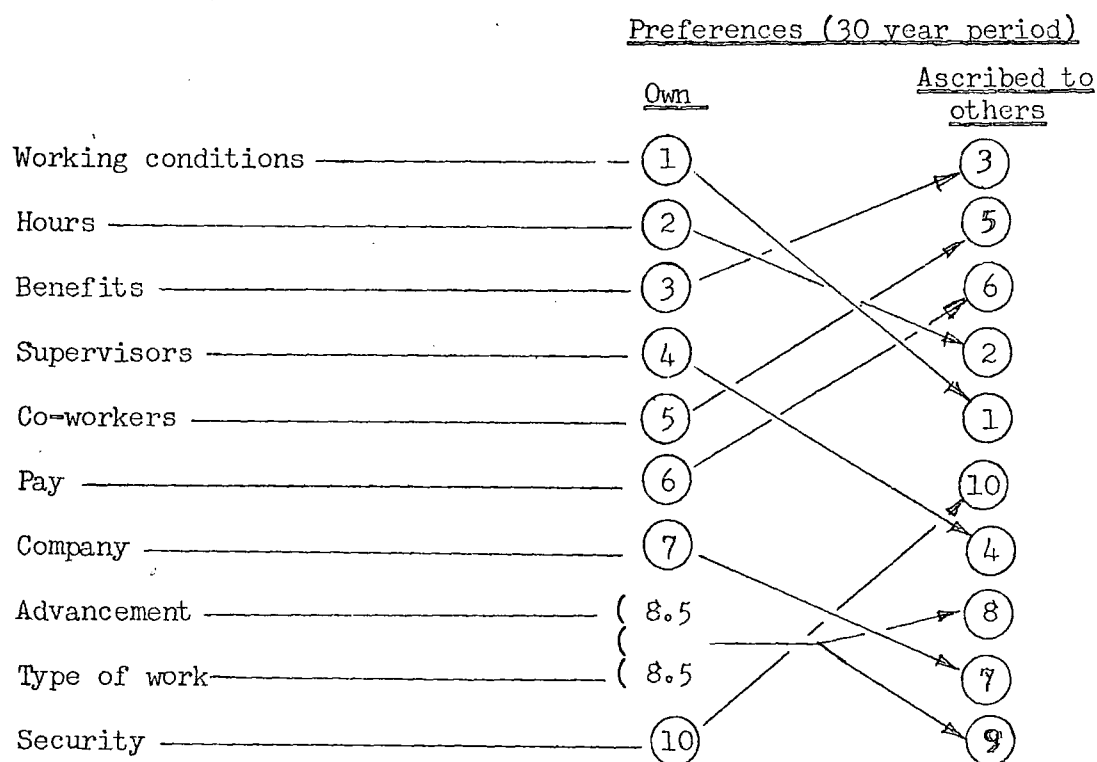 Preferences (30 year period)
Own
Ascribed to
others
Working conditions 1 3
Hours 2 5
Benefits 3 6
Supervisors 4 2
Co-workers 5 1
Pay 6 10
Company 7 4
Advancement ( 8.5 8
(
Type of work ( 8.5 7
Security 10 9